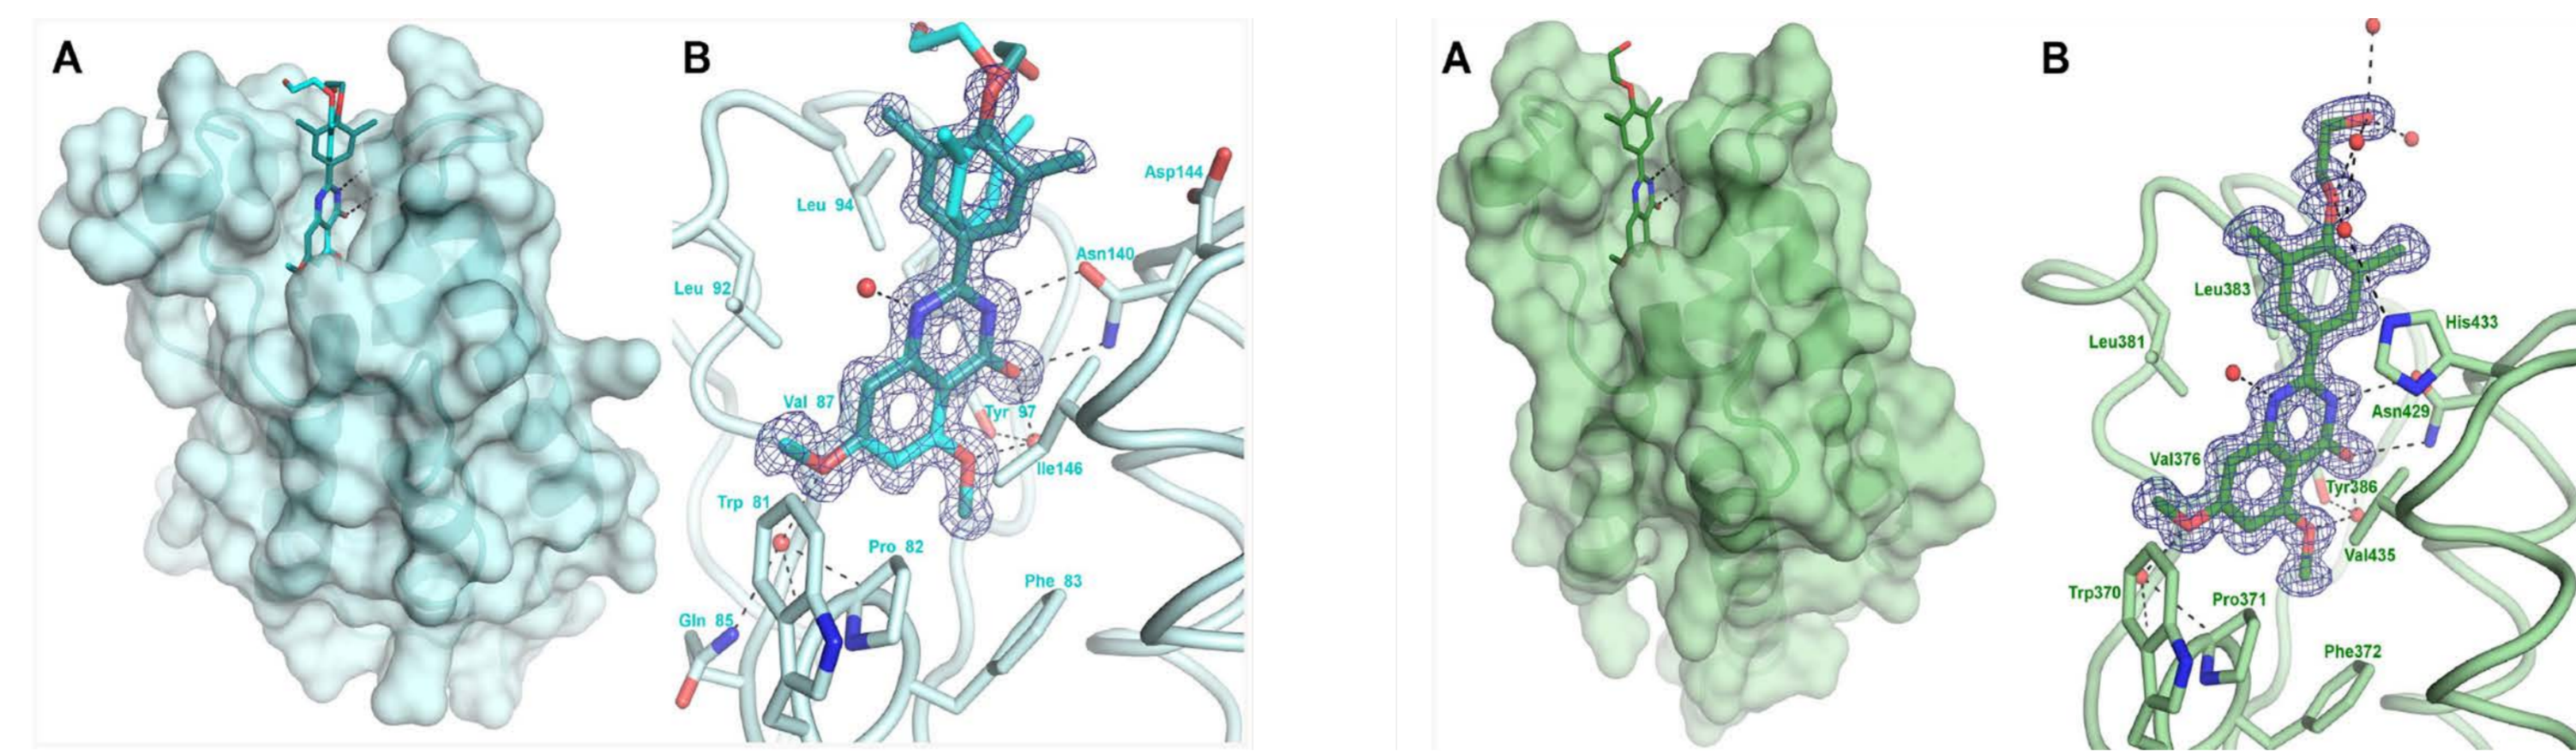 A
B
Asp144
Leu 94
Asn140
Leu 92
Val 87
Tyr 97
Ile146
Trp 81
Pro 82
Phe 83
Gln 85
A
B
Leu383
His433
Leu381
Asn429
Val376
Tyr386
Val435
Trp370
Pro371
Phe372